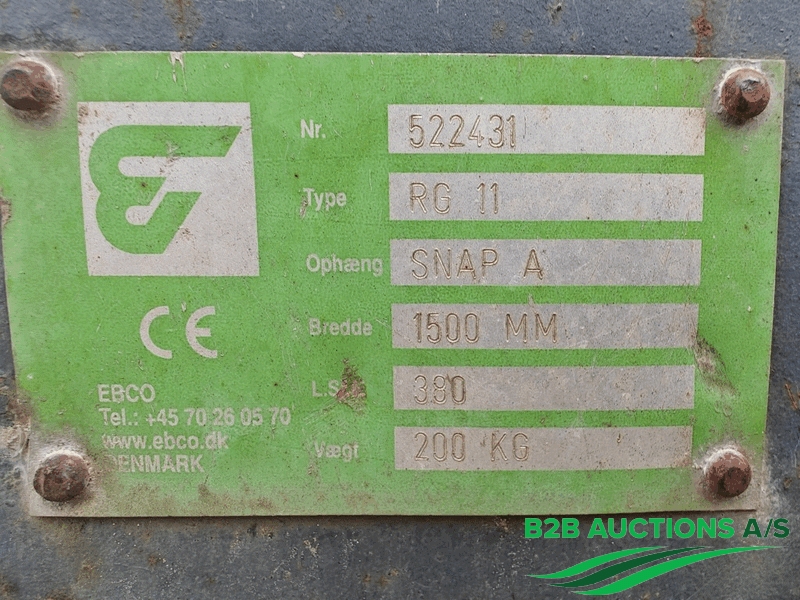 Nr. 522431
Type RG 11
Ophæng SNAP A
Bredde 1500 MM
L.S. 380
Vægt 200 KG
CE
EBCO
Tel.: +45 70 26 05 70
www.ebco.dk
DENMARK
B2B AUCTIONS A/S